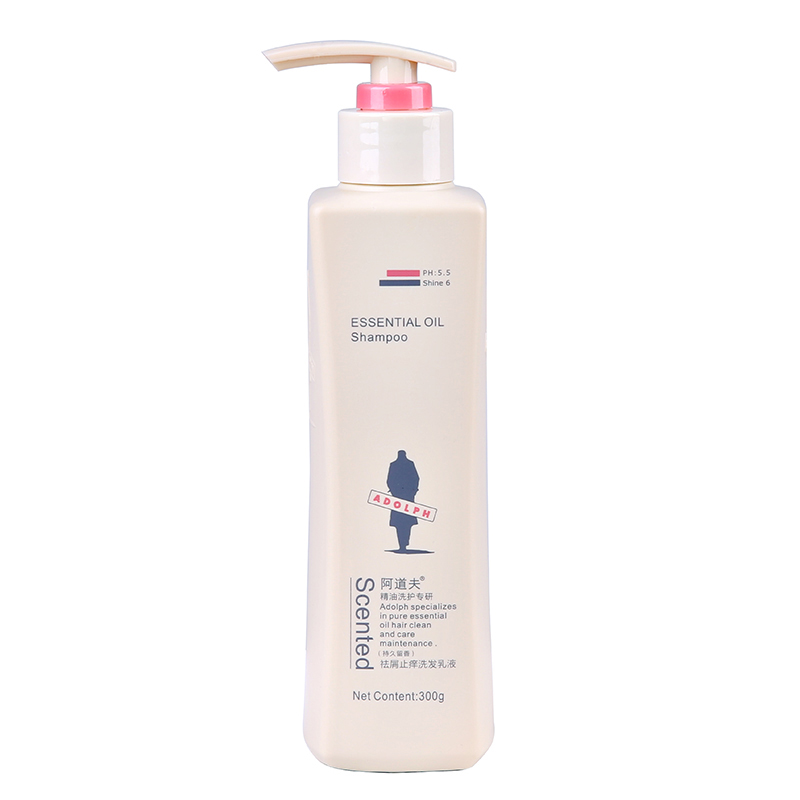 PH:5.5
Shine 6
ESSENTIAL OIL
Shampoo
ADOLPH
Scented
阿道夫®
精油洗护专研
Adolph specializes
in pure essential
oil hair clean
and care
maintenance .
(持久留香)
祛屑止痒洗发乳液
Net Content:300g